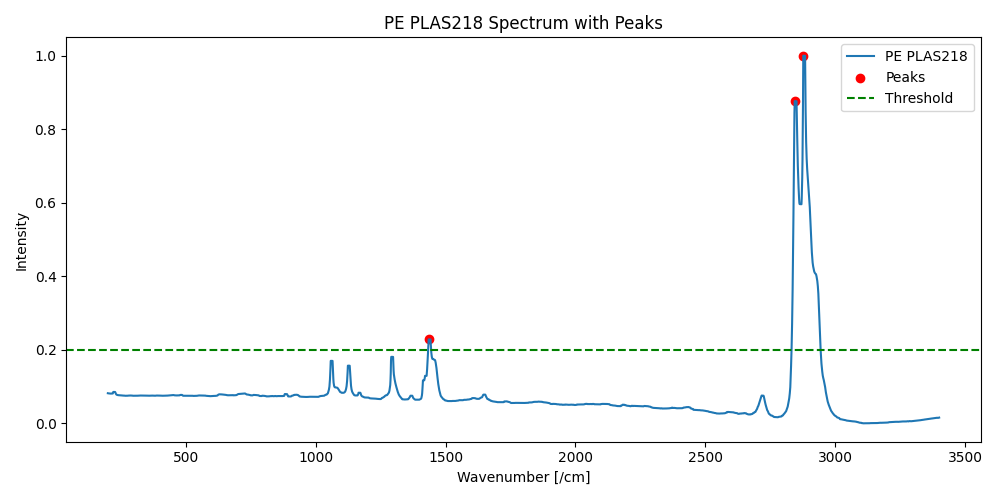 PE PLAS218 Spectrum with Peaks
PE PLAS218
Peaks
Threshold
Intensity
1.0
0.8
0.6
0.4
0.2
0.0
500
1000
1500
2000
2500
3000
3500
Wavenumber [/cm]